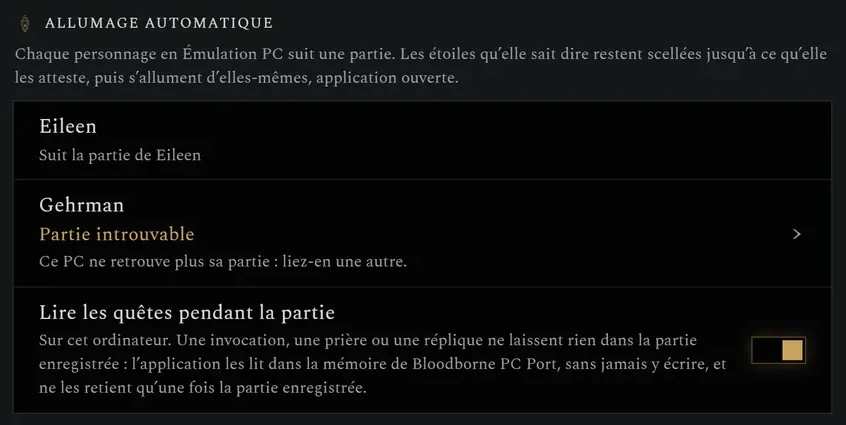 ALLUMAGE AUTOMATIQUE
Chaque personnage en Émulation PC suit une partie. Les étoiles qu’elle sait dire restent scellées jusqu’à ce qu’elle
les atteste, puis s’allument d’elles-mêmes, application ouverte.
Eileen
Suit la partie de Eileen
Gehrman
Partie introuvable
Ce PC ne retrouve plus sa partie : liez-en une autre.
Lire les quêtes pendant la partie
Sur cet ordinateur. Une invocation, une prière ou une réplique ne laissent rien dans la partie
enregistrée : l’application les lit dans la mémoire de Bloodborne PC Port, sans jamais y écrire, et
ne les retient qu’une fois la partie enregistrée.